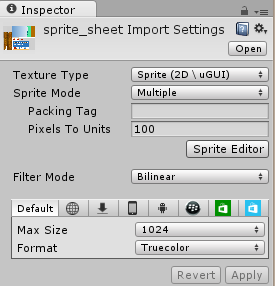 Inspector
sprite_sheet Import Settings
Open
Texture Type Sprite (2D \ uGUI)
Sprite Mode Multiple
Packing Tag
Pixels To Units 100
Sprite Editor
Filter Mode Bilinear
Default
Max Size 1024
Format Truecolor
Revert Apply